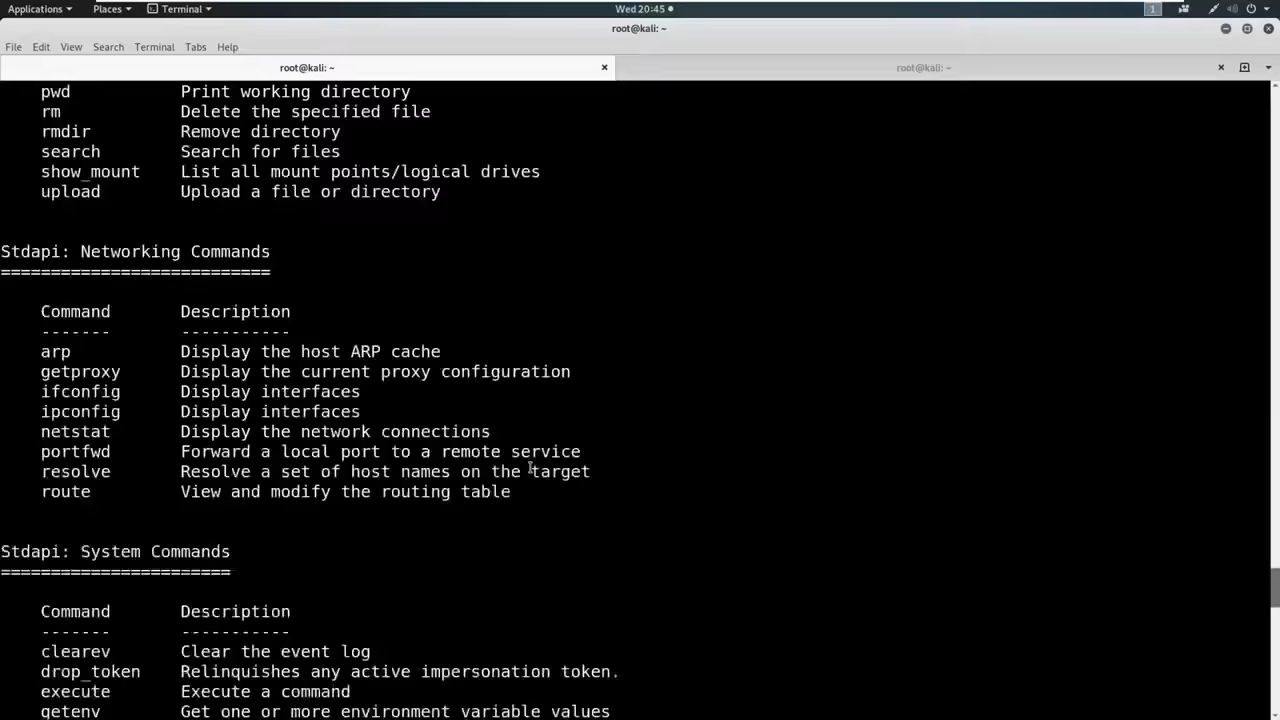 Applications Places Terminal Wed 20:45 1
root@kali: ~
File Edit View Search Terminal Tabs Help
root@kali: ~ root@kali: ~
pwd Print working directory
rm Delete the specified file
rmdir Remove directory
search Search for files
show_mount List all mount points/logical drives
upload Upload a file or directory
Stdapi: Networking Commands
===========================
Command Description
------- -----------
arp Display the host ARP cache
getproxy Display the current proxy configuration
ifconfig Display interfaces
ipconfig Display interfaces
netstat Display the network connections
portfwd Forward a local port to a remote service
resolve Resolve a set of host names on the target
route View and modify the routing table
Stdapi: System Commands
=======================
Command Description
------- -----------
clearev Clear the event log
drop_token Relinquishes any active impersonation token.
execute Execute a command
getenv Get one or more environment variable values